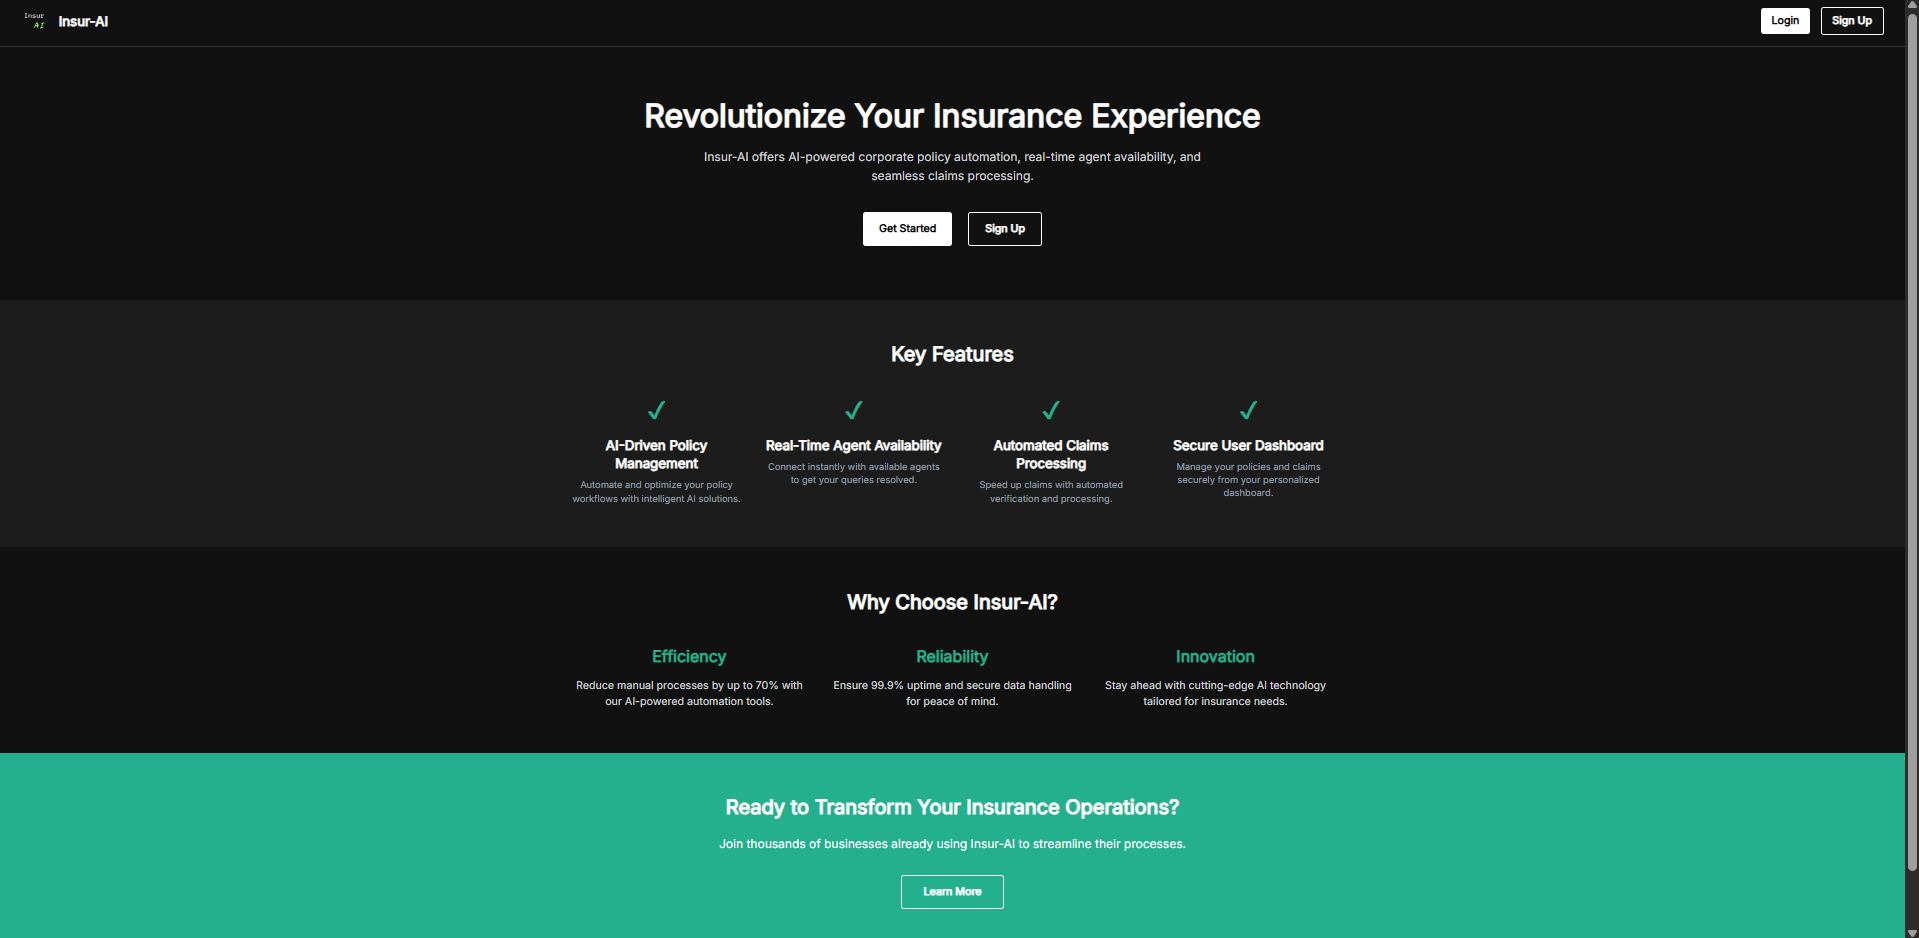 Insur
AI
Insur-AI
Login
Sign Up
Revolutionize Your Insurance Experience
Insur-AI offers AI-powered corporate policy automation, real-time agent availability, and
seamless claims processing.
Get Started
Sign Up
Key Features
AI-Driven Policy
Management
Automate and optimize your policy
workflows with intelligent AI solutions.
Real-Time Agent Availability
Connect instantly with available agents
to get your queries resolved.
Automated Claims
Processing
Speed up claims with automated
verification and processing.
Secure User Dashboard
Manage your policies and claims
securely from your personalized
dashboard.
Why Choose Insur-AI?
Efficiency
Reduce manual processes by up to 70% with
our AI-powered automation tools.
Reliability
Ensure 99.9% uptime and secure data handling
for peace of mind.
Innovation
Stay ahead with cutting-edge AI technology
tailored for insurance needs.
Ready to Transform Your Insurance Operations?
Join thousands of businesses already using Insur-AI to streamline their processes.
Learn More